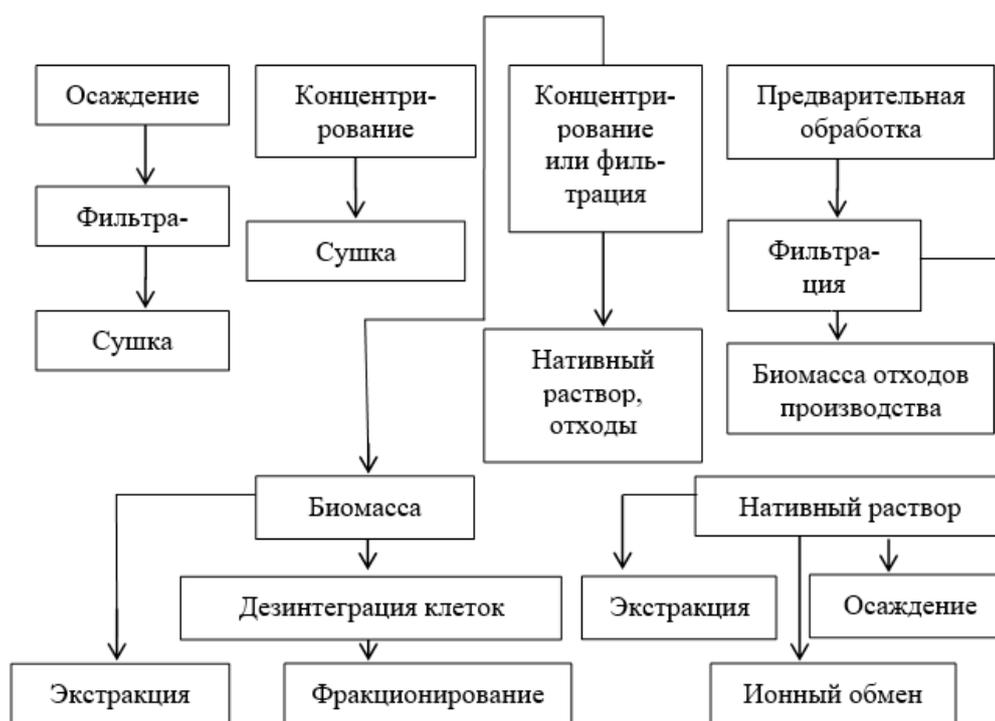 Осаждение
Фильтра-
Сушка
Концентри-
рование
Сушка
Концентри-
рование
или филь-
трация
Нативный
раствор,
отходы
Предварительная
обработка
Фильтра-
ция
Биомасса отходов
производства
Биомасса
Дезинтеграция клеток
Экстракция
Фракционирование
Нативный раствор
Экстракция
Осаждение
Ионный обмен